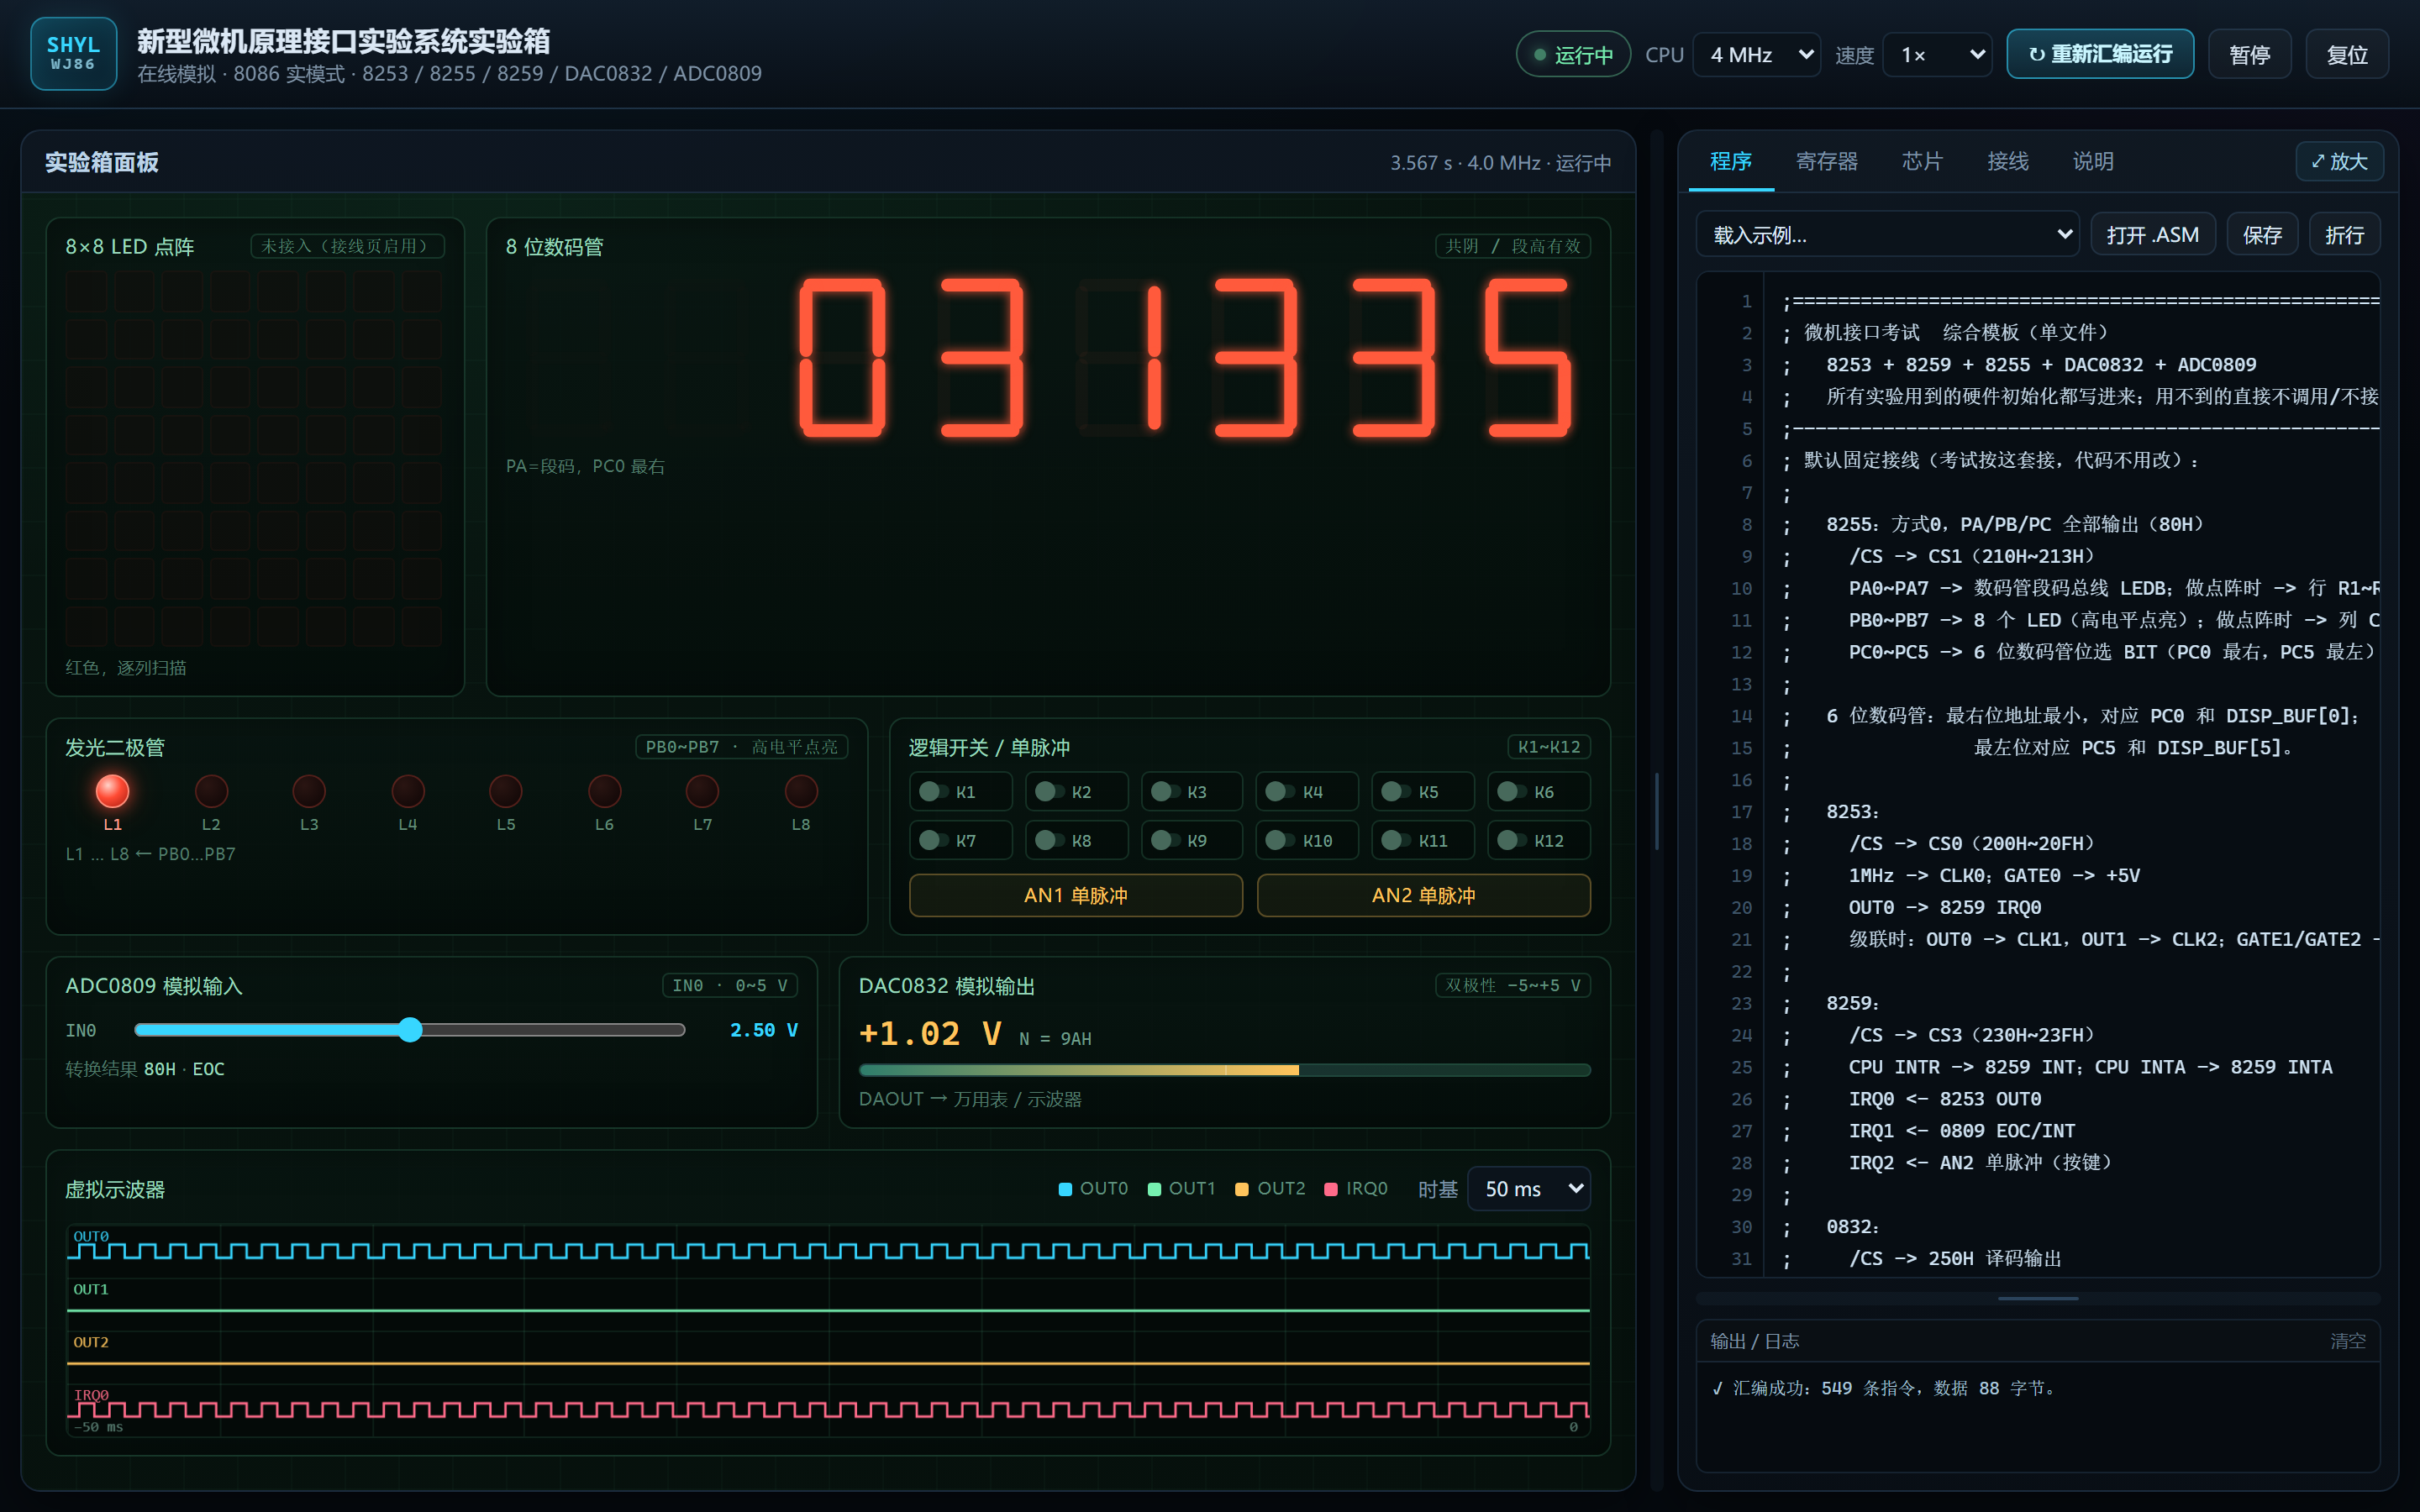 SHYL
WJ86
新型微机原理接口实验系统实验箱
在线模拟 · 8086 实模式 · 8253 / 8255 / 8259 / DAC0832 / ADC0809
运行中
CPU
4 MHz
速度
1×
↻ 重新汇编运行
暂停
复位
实验箱面板
3.567 s · 4.0 MHz · 运行中
8×8 LED 点阵
未接入（接线页启用）
红色，逐列扫描
8 位数码管
共阴 / 段高有效
031335
PA=段码，PC0 最右
发光二极管
PB0~PB7 · 高电平点亮
L1 L2 L3 L4 L5 L6 L7 L8
L1 … L8 ← PB0…PB7
逻辑开关 / 单脉冲
K1~K12
K1 K2 K3 K4 K5 K6
K7 K8 K9 K10 K11 K12
AN1 单脉冲
AN2 单脉冲
ADC0809 模拟输入
IN0 · 0~5 V
IN0
2.50 V
转换结果 80H · EOC
DAC0832 模拟输出
双极性 −5~+5 V
+1.02 V
N = 9AH
DAOUT → 万用表 / 示波器
虚拟示波器
OUT0
OUT1
OUT2
IRQ0
时基
50 ms
OUT0
OUT1
OUT2
IRQ0
−50 ms
0
程序
寄存器
芯片
接线
说明
⤢ 放大
载入示例…
打开 .ASM
保存
折行
1 ;====================================================
2 ; 微机接口考试  综合模板（单文件）
3 ;   8253 + 8259 + 8255 + DAC0832 + ADC0809
4 ;   所有实验用到的硬件初始化都写进来；用不到的直接不调用/不接
5 ;----------------------------------------------------
6 ; 默认固定接线（考试按这套接，代码不用改）：
7 ;
8 ;   8255：方式0，PA/PB/PC 全部输出（80H）
9 ;     /CS -> CS1（210H~213H）
10 ;     PA0~PA7 -> 数码管段码总线 LEDB；做点阵时 -> 行 R1~R
11 ;     PB0~PB7 -> 8 个 LED（高电平点亮）；做点阵时 -> 列 C
12 ;     PC0~PC5 -> 6 位数码管位选 BIT（PC0 最右，PC5 最左）
13 ;
14 ;   6 位数码管：最右位地址最小，对应 PC0 和 DISP_BUF[0]；
15 ;                最左位对应 PC5 和 DISP_BUF[5]。
16 ;
17 ;   8253：
18 ;     /CS -> CS0（200H~20FH）
19 ;     1MHz -> CLK0；GATE0 -> +5V
20 ;     OUT0 -> 8259 IRQ0
21 ;     级联时：OUT0 -> CLK1，OUT1 -> CLK2；GATE1/GATE2 -
22 ;
23 ;   8259：
24 ;     /CS -> CS3（230H~23FH）
25 ;     CPU INTR -> 8259 INT；CPU INTA -> 8259 INTA
26 ;     IRQ0 <- 8253 OUT0
27 ;     IRQ1 <- 0809 EOC/INT
28 ;     IRQ2 <- AN2 单脉冲（按键）
29 ;
30 ;   0832：
31 ;     /CS -> 250H 译码输出
输出 / 日志
清空
✓ 汇编成功：549 条指令，数据 88 字节。